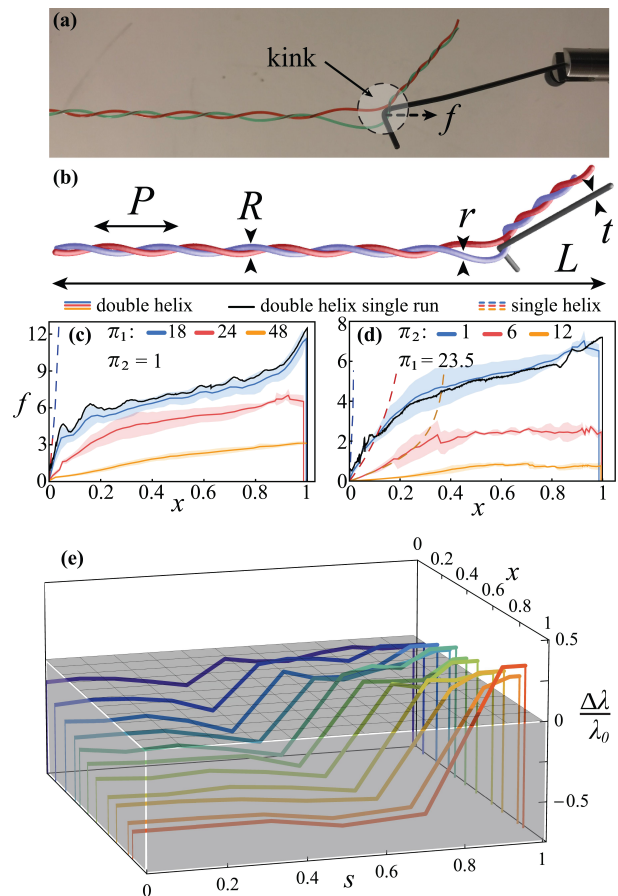 (a)
kink
f
(b)
P
R
r
t
L
double helix
double helix single run
single helix
(c)
π1:
18
24
48
π2 = 1
12
9
6
3
0
f
0
0.2
0.4
0.6
0.8
1
x
(d)
π2:
1
6
12
π1 = 23.5
8
6
4
2
0
0
0.2
0.4
0.6
0.8
1
x
(e)
0
0.2
0.4
0.6
0.8
1
x
0.5
0
−0.5
Δλ
λ0
0
0.2
0.4
0.6
0.8
1
s